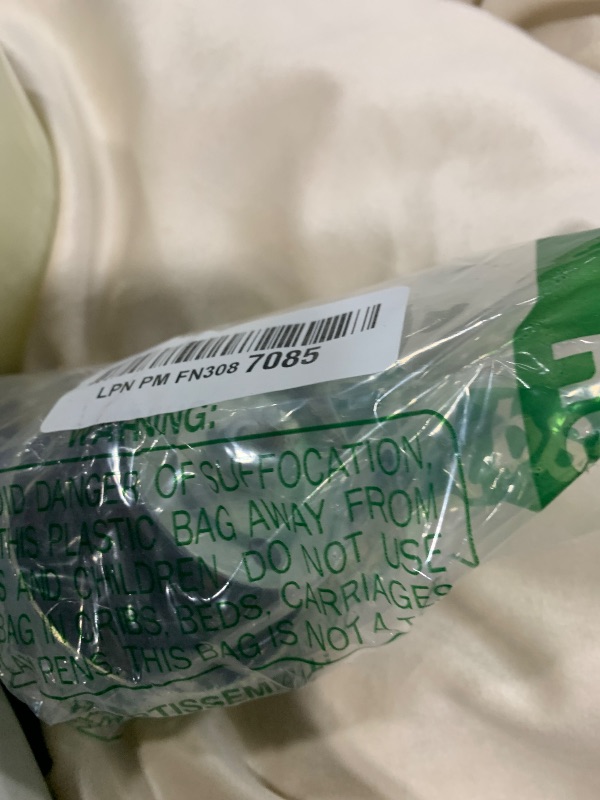 LPN PM FN308 7085
WARNING:
DANGER OF SUFFOCATION,
THIS PLASTIC BAG AWAY FROM
AND CHILDREN. DO NOT USE
BAG IN CRIBS, BEDS, CARRIAGES
PENS. THIS BAG IS NOT A T